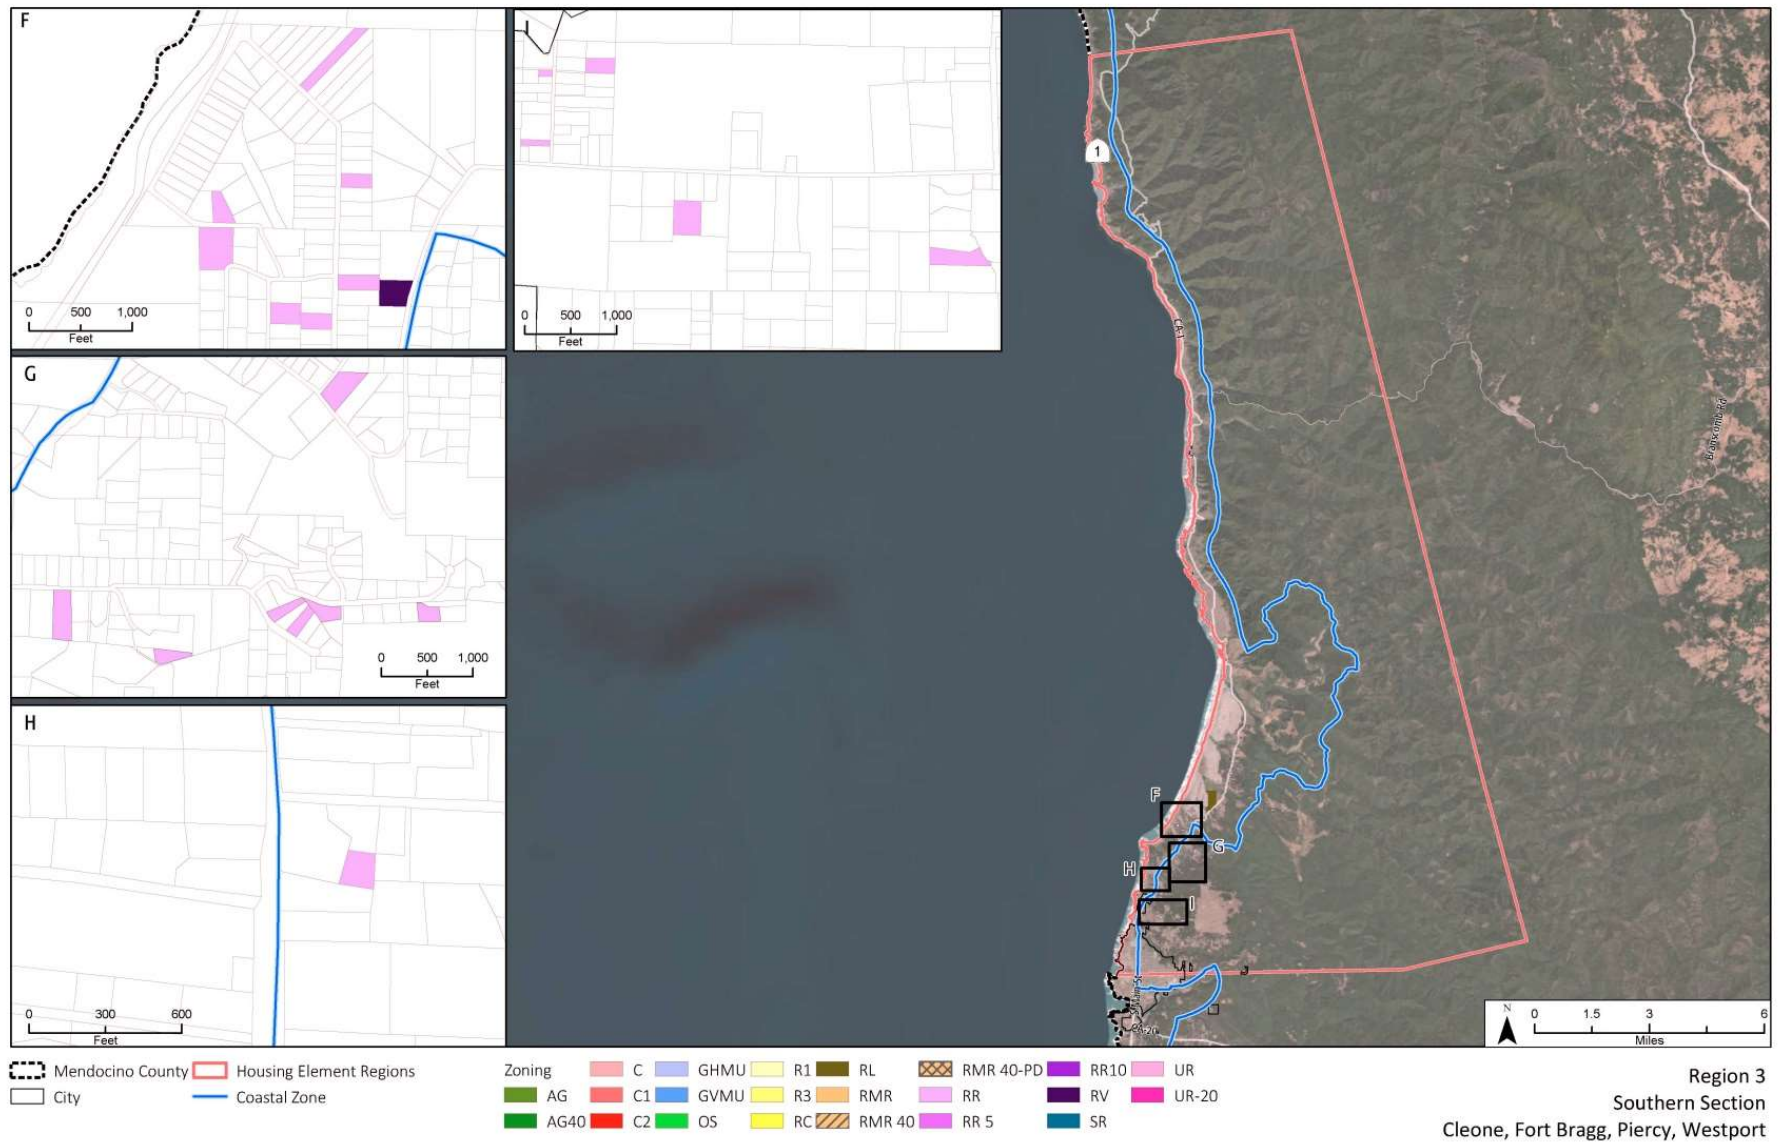 F
0 500 1,000
Feet
I
0 500 1,000
Feet
G
0 500 1,000
Feet
H
0 300 600
Feet
1
CA-1
Branscomb Rd
F
G
H
I
J
N
0 1.5 3 6
Miles
Mendocino County
City
Housing Element Regions
Coastal Zone
Zoning
AG
AG40
C
C1
C2
GHMU
GVMU
OS
R1
R3
RC
RL
RMR
RMR 40
RMR 40-PD
RR
RR 5
RR10
RV
SR
UR
UR-20
Region 3
Southern Section
Cleone, Fort Bragg, Piercy, Westport